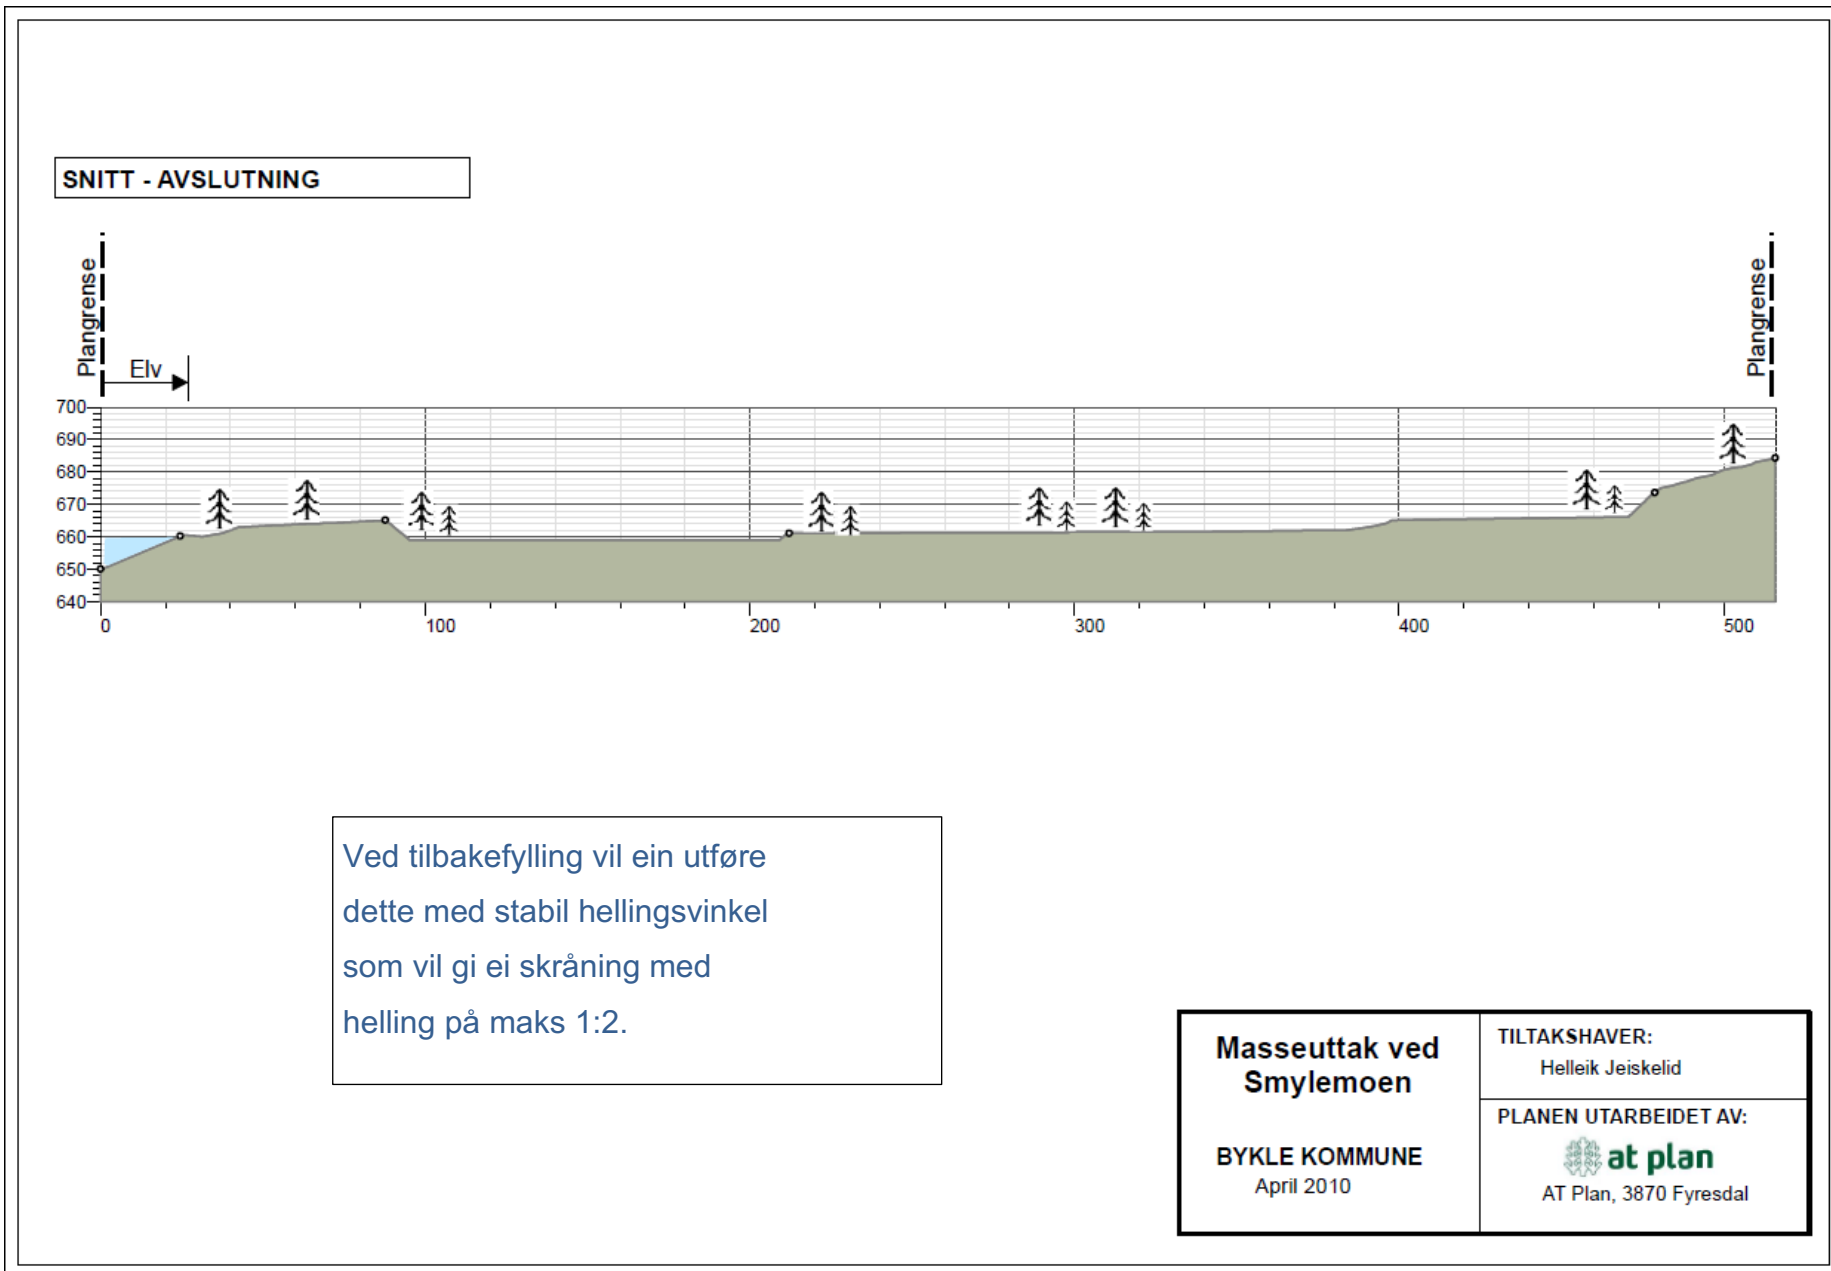 SNITT - AVSLUTNING
Plangrense
Plangrense
Elv
700
690
680
670
660
650
640
0 100 200 300 400 500
Ved tilbakefylling vil ein utføre
dette med stabil hellingsvinkel
som vil gi ei skråning med
helling på maks 1:2.
Masseuttak ved
Smylemoen
BYKLE KOMMUNE
April 2010
TILTAKSHAVER:
Helleik Jeiskelid
PLANEN UTARBEIDET AV:
at plan
AT Plan, 3870 Fyresdal